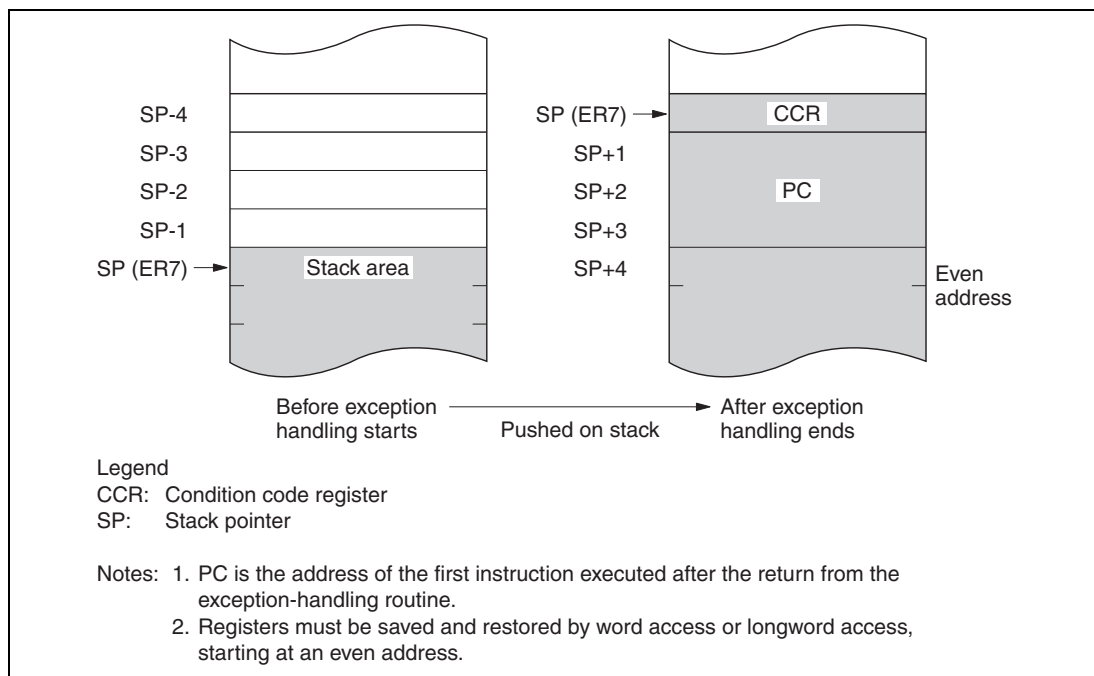 SP-4
SP-3
SP-2
SP-1
SP (ER7)
Stack area
SP (ER7)
CCR
SP+1
SP+2
PC
SP+3
SP+4
Even
address
Before exception
handling starts
Pushed on stack
After exception
handling ends
Legend
CCR: Condition code register
SP: Stack pointer
Notes: 1. PC is the address of the first instruction executed after the return from the
exception-handling routine.
2. Registers must be saved and restored by word access or longword access,
starting at an even address.